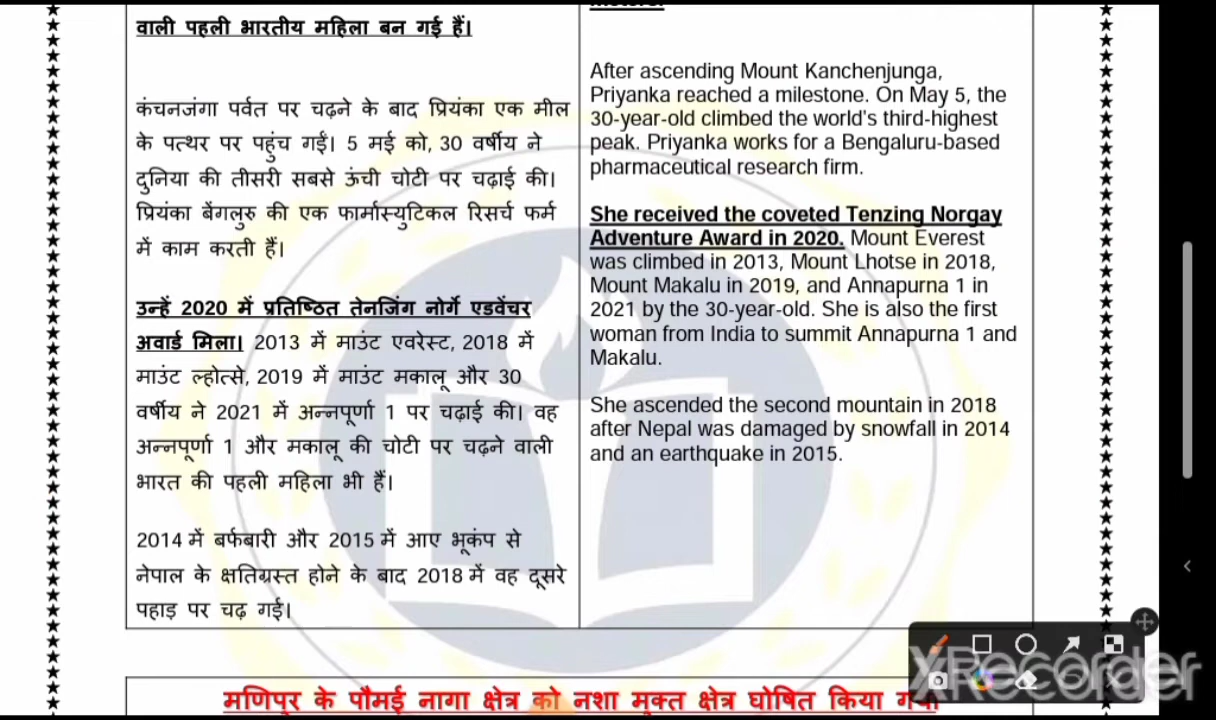 वाली पहली भारतीय महिला बन गई हैं।
कंचनजंगा पर्वत पर चढ़ने के बाद प्रियंका एक मील
के पत्थर पर पहुंच गईं। 5 मई को, 30 वर्षीय ने
दुनिया की तीसरी सबसे ऊंची चोटी पर चढ़ाई की।
प्रियंका बेंगलुरु की एक फार्मास्युटिकल रिसर्च फर्म
में काम करती हैं।
उन्हें 2020 में प्रतिष्ठित तेनजिंग नोर्गे एडवेंचर
अवार्ड मिला। 2013 में माउंट एवरेस्ट, 2018 में
माउंट ल्होत्से, 2019 में माउंट मकालू और 30
वर्षीय ने 2021 में अन्नपूर्णा 1 पर चढ़ाई की। वह
अन्नपूर्णा 1 और मकालू की चोटी पर चढ़ने वाली
भारत की पहली महिला भी हैं।
2014 में बर्फबारी और 2015 में आए भूकंप से
नेपाल के क्षतिग्रस्त होने के बाद 2018 में वह दूसरे
पहाड़ पर चढ़ गईं।
After ascending Mount Kanchenjunga,
Priyanka reached a milestone. On May 5, the
30-year-old climbed the world's third-highest
peak. Priyanka works for a Bengaluru-based
pharmaceutical research firm.
She received the coveted Tenzing Norgay
Adventure Award in 2020. Mount Everest
was climbed in 2013, Mount Lhotse in 2018,
Mount Makalu in 2019, and Annapurna 1 in
2021 by the 30-year-old. She is also the first
woman from India to summit Annapurna 1 and
Makalu.
She ascended the second mountain in 2018
after Nepal was damaged by snowfall in 2014
and an earthquake in 2015.
मणिपुर के पौमई नागा क्षेत्र को नशा मुक्त क्षेत्र घोषित किया
XRecorder